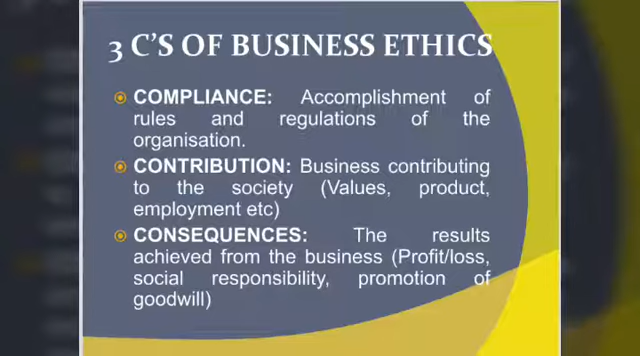 3 C’S OF BUSINESS ETHICS
COMPLIANCE: Accomplishment of
rules and regulations of the
organisation.
CONTRIBUTION: Business contributing
to the society (Values, product,
employment etc)
CONSEQUENCES: The results
achieved from the business (Profit/loss,
social responsibility, promotion of
goodwill)